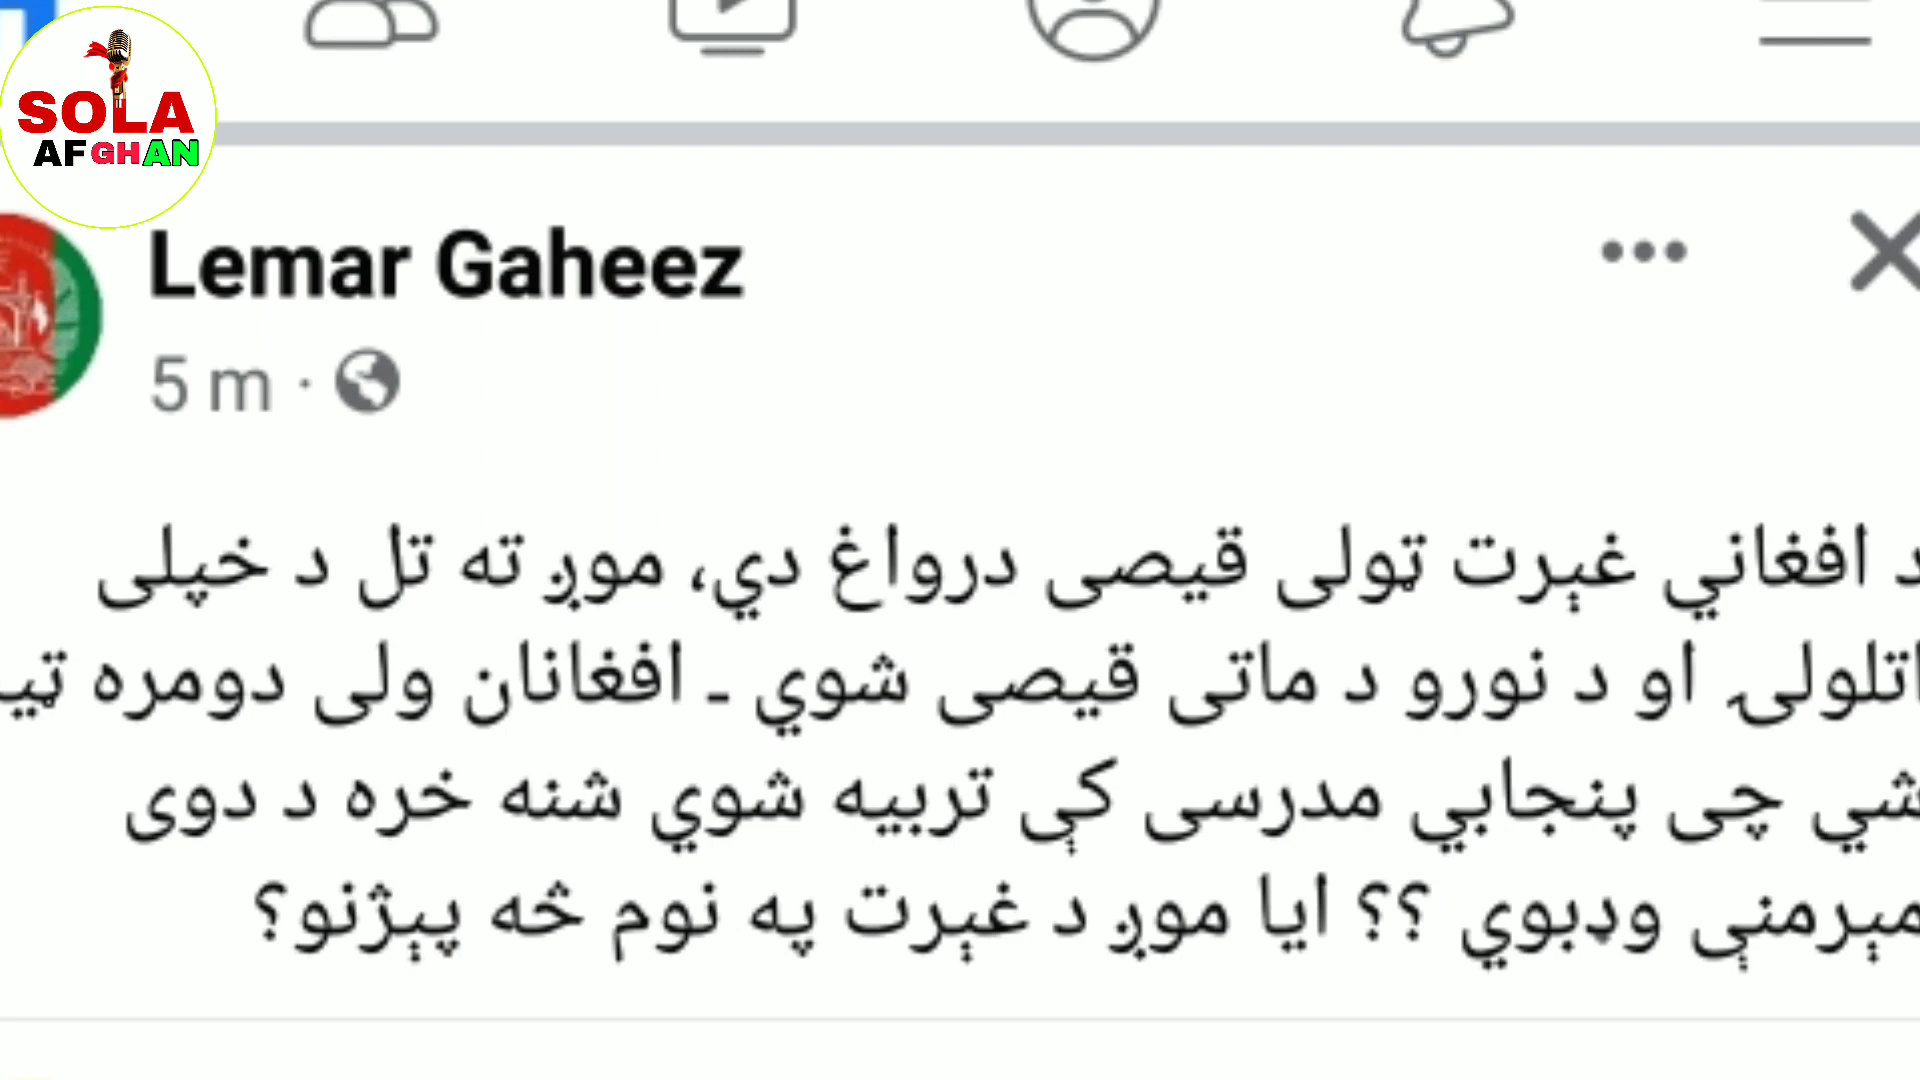 SOLA
AFGHAN
Lemar Gaheez
5 m ·
د افغاني غېرت ټولی قیصی درواغ دي، موږ ته تل د خپلی
اتلولۍ او د نورو د ماتی قیصی شوي ـ افغانان ولی دومره
شي چی پنجابي مدرسی کې تربیه شوي شنه خره د دوی
مېرمنې وډبوي ؟؟ ایا موږ د غېرت په نوم څه پېژنو؟